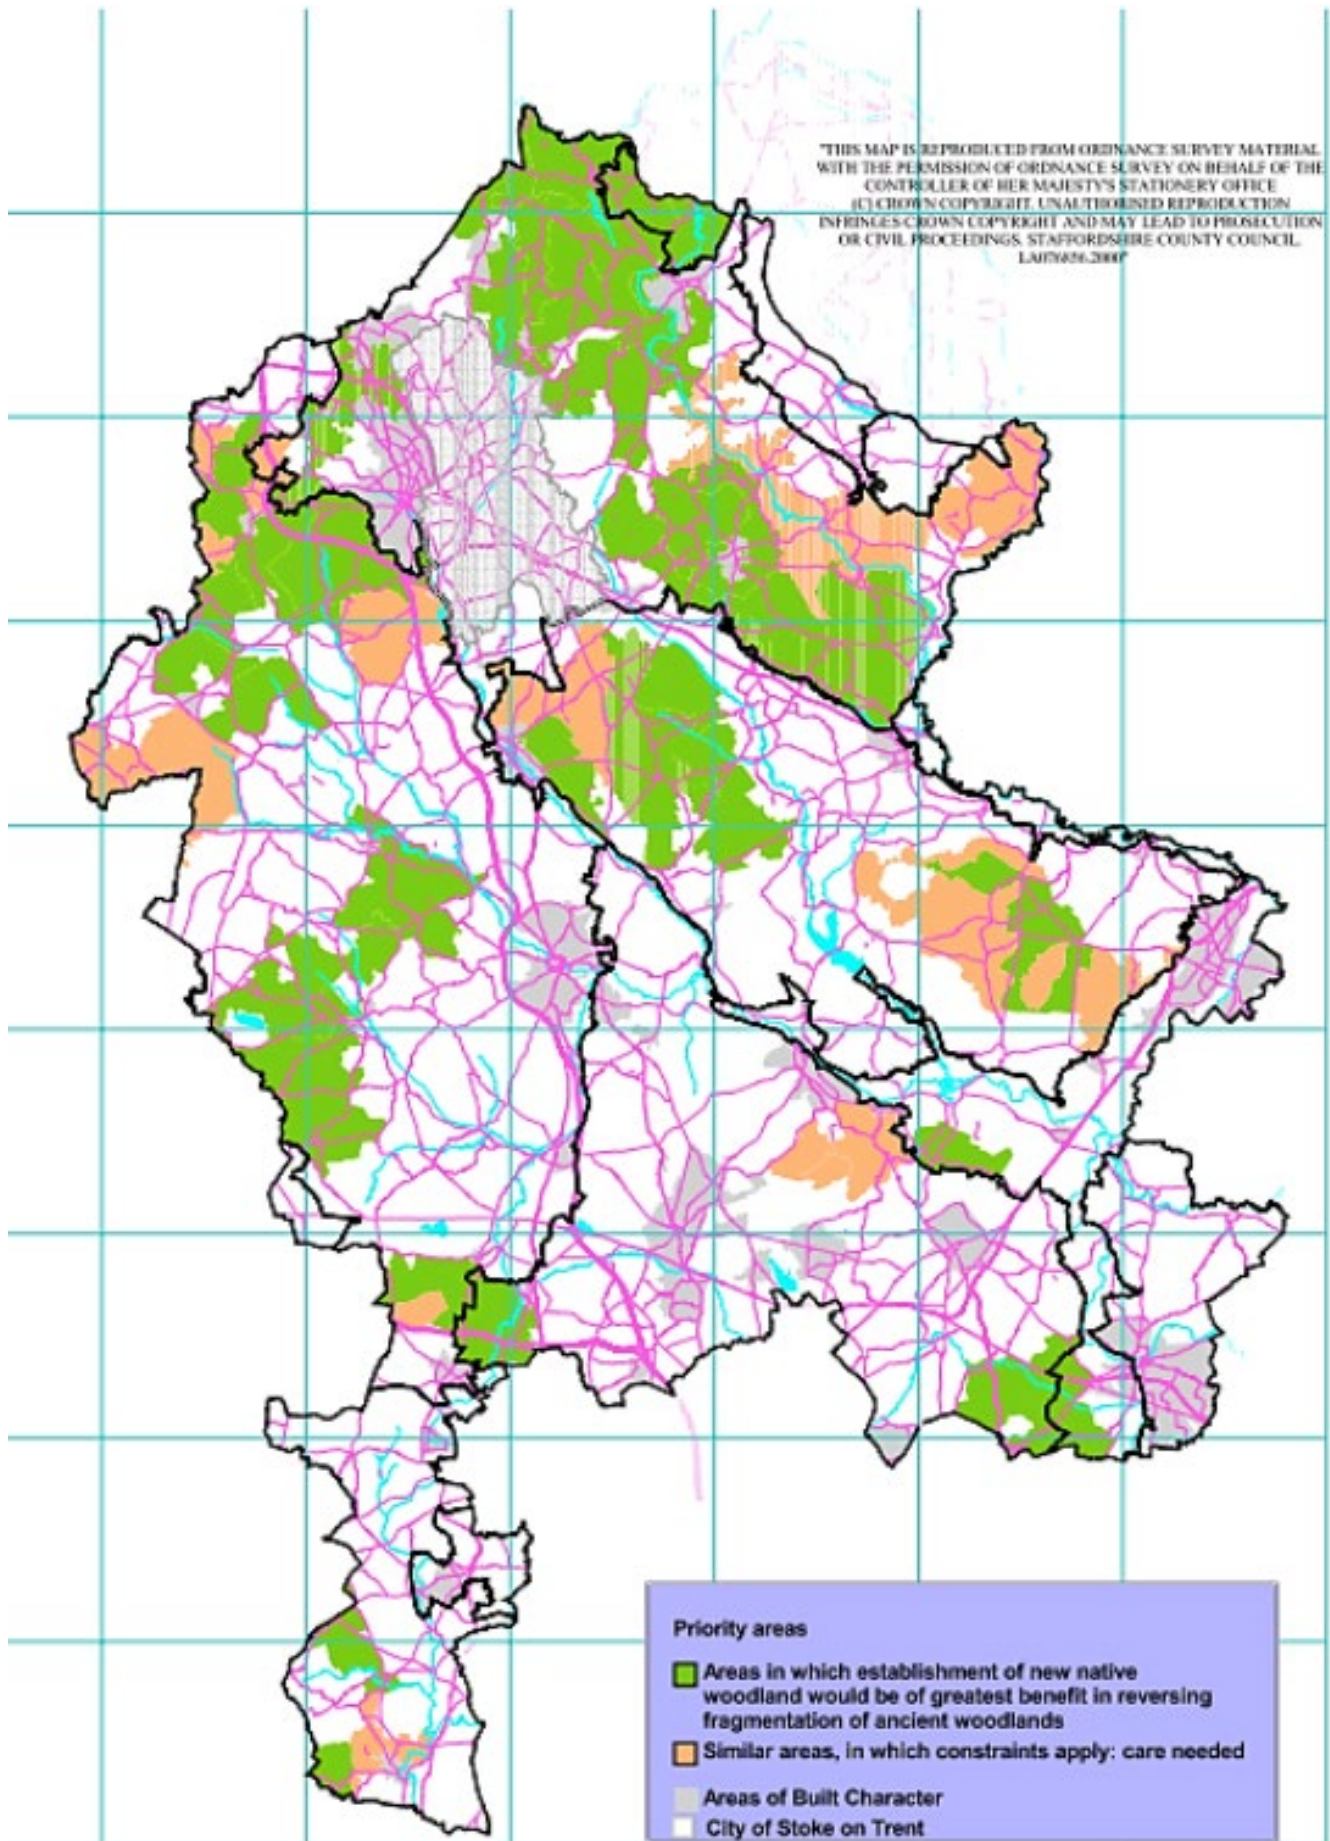 "THIS MAP IS REPRODUCED FROM ORDNANCE SURVEY MATERIAL
WITH THE PERMISSION OF ORDNANCE SURVEY ON BEHALF OF THE
CONTROLLER OF HER MAJESTY'S STATIONERY OFFICE
(C) CROWN COPYRIGHT. UNAUTHORISED REPRODUCTION
INFRINGES CROWN COPYRIGHT AND MAY LEAD TO PROSECUTION
OR CIVIL PROCEEDINGS. STAFFORDSHIRE COUNTY COUNCIL.
Priority areas
Areas in which establishment of new native
woodland would be of greatest benefit in reversing
fragmentation of ancient woodlands
Similar areas, in which constraints apply: care needed
Areas of Built Character
City of Stoke on Trent